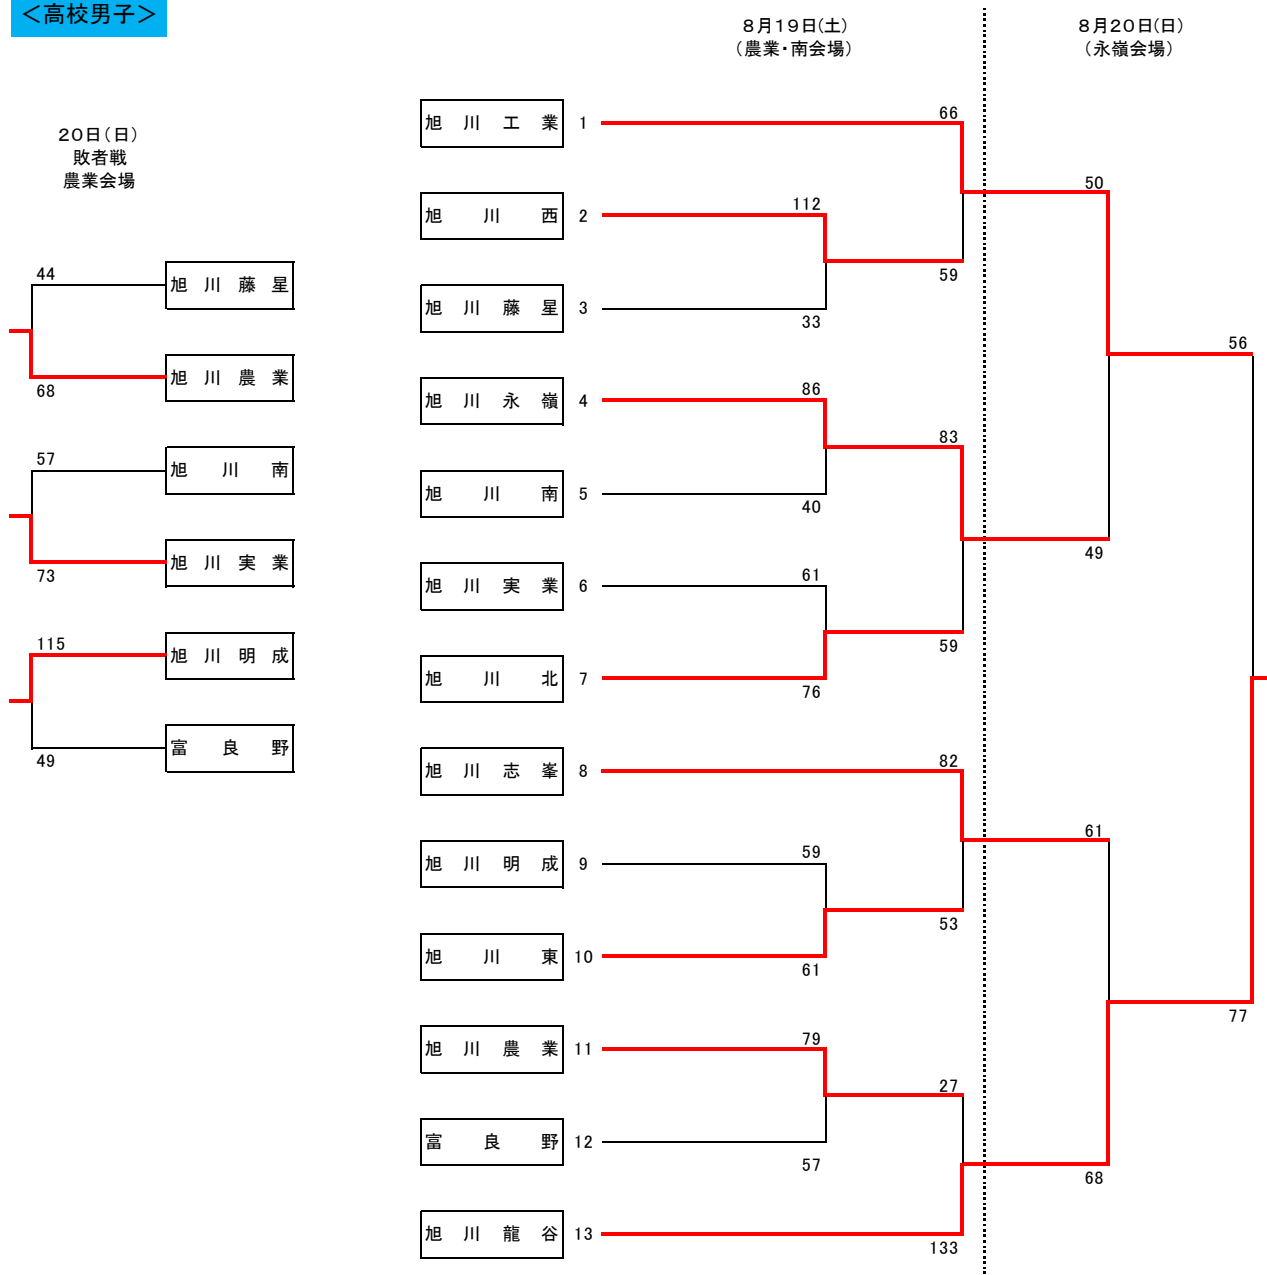 ＜高校男子＞
8月19日(土)
(農業・南会場)
8月20日(日)
(永嶺会場)
20日(日)
敗者戦
農業会場
44
旭川藤星
旭川農業
68
57
旭川南
旭川実業
73
115
旭川明成
富良野
49
旭川工業 1
66
旭川西 2
112
旭川藤星 3
33
59
旭川永嶺 4
86
旭川南 5
40
83
旭川実業 6
61
旭川北 7
76
59
旭川志峯 8
82
旭川明成 9
59
旭川東 10
61
53
旭川農業 11
79
富良野 12
57
27
旭川龍谷 13
133
50
49
61
68
56
77